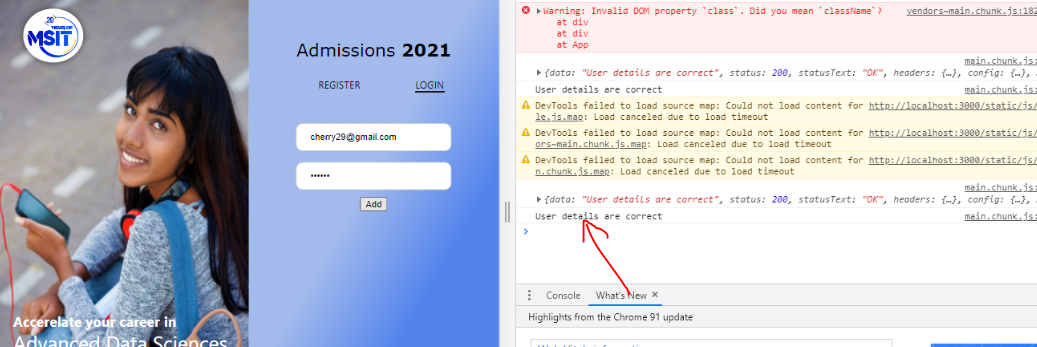 20
YEARS OF
MSIT
Admissions 2021
REGISTER
LOGIN
cherry29@gmail.com
••••••
Add
Accerelate your career in
Advanced Data Sciences
Warning: Invalid DOM property `class`. Did you mean `className`?
vendors~main.chunk.js:182
at div
at div
at App
main.chunk.js:
{data: "User details are correct", status: 200, statusText: "OK", headers: {…}, config: {…},
User details are correct
main.chunk.js:
DevTools failed to load source map: Could not load content for http://localhost:3000/static/js/
le.js.map: Load canceled due to load timeout
DevTools failed to load source map: Could not load content for http://localhost:3000/static/js/
ors~main.chunk.js.map: Load canceled due to load timeout
DevTools failed to load source map: Could not load content for http://localhost:3000/static/js/
n.chunk.js.map: Load canceled due to load timeout
main.chunk.js:
{data: "User details are correct", status: 200, statusText: "OK", headers: {…}, config: {…},
User details are correct
main.chunk.js:
Console
What's New ×
Highlights from the Chrome 91 update